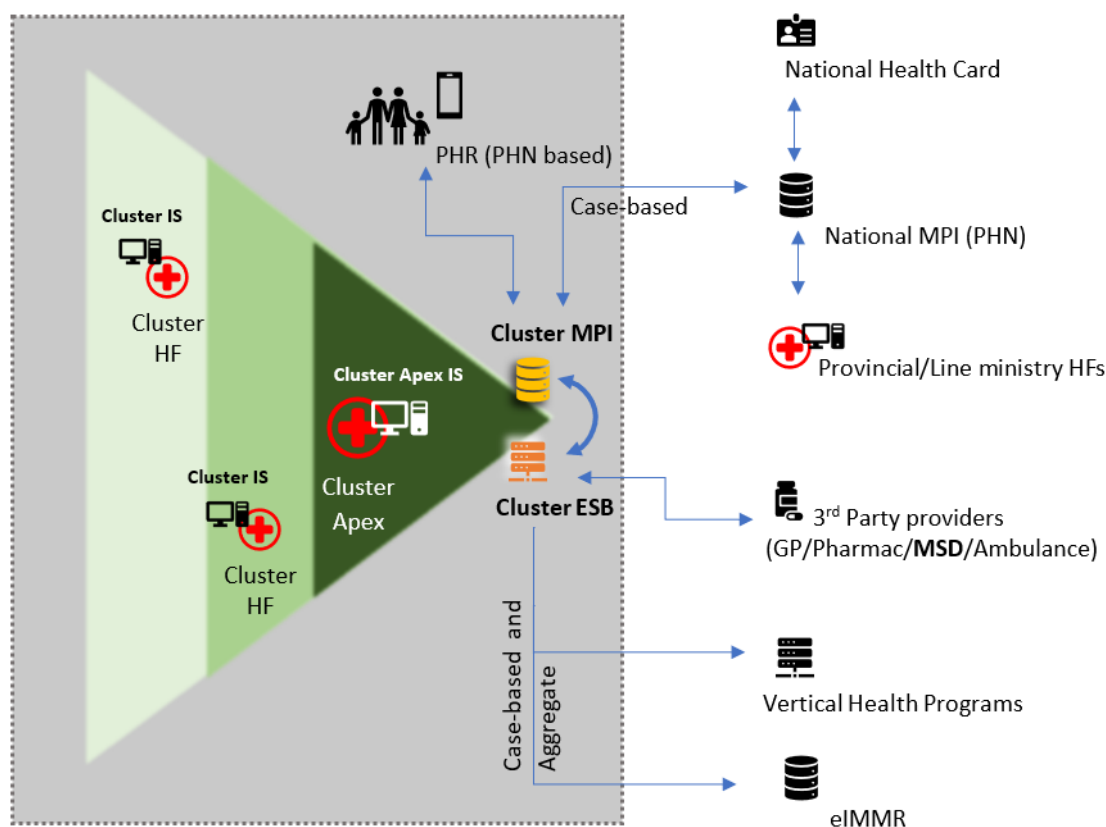 National Health Card
PHR (PHN based)
Case-based
National MPI (PHN)
Cluster IS
Cluster
HF
Cluster MPI
Provincial/Line ministry HFs
Cluster Apex IS
Cluster IS
Cluster
Apex
Cluster ESB
3rd Party providers
(GP/Pharmac/MSD/Ambulance)
Cluster
HF
Case-based and
Aggregate
Vertical Health Programs
eIMMR